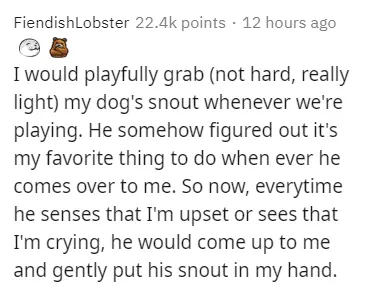 FiendishLobster 22.4k points · 12 hours ago
I would playfully grab (not hard, really
light) my dog's snout whenever we're
playing. He somehow figured out it's
my favorite thing to do when ever he
comes over to me. So now, everytime
he senses that I'm upset or sees that
I'm crying, he would come up to me
and gently put his snout in my hand.